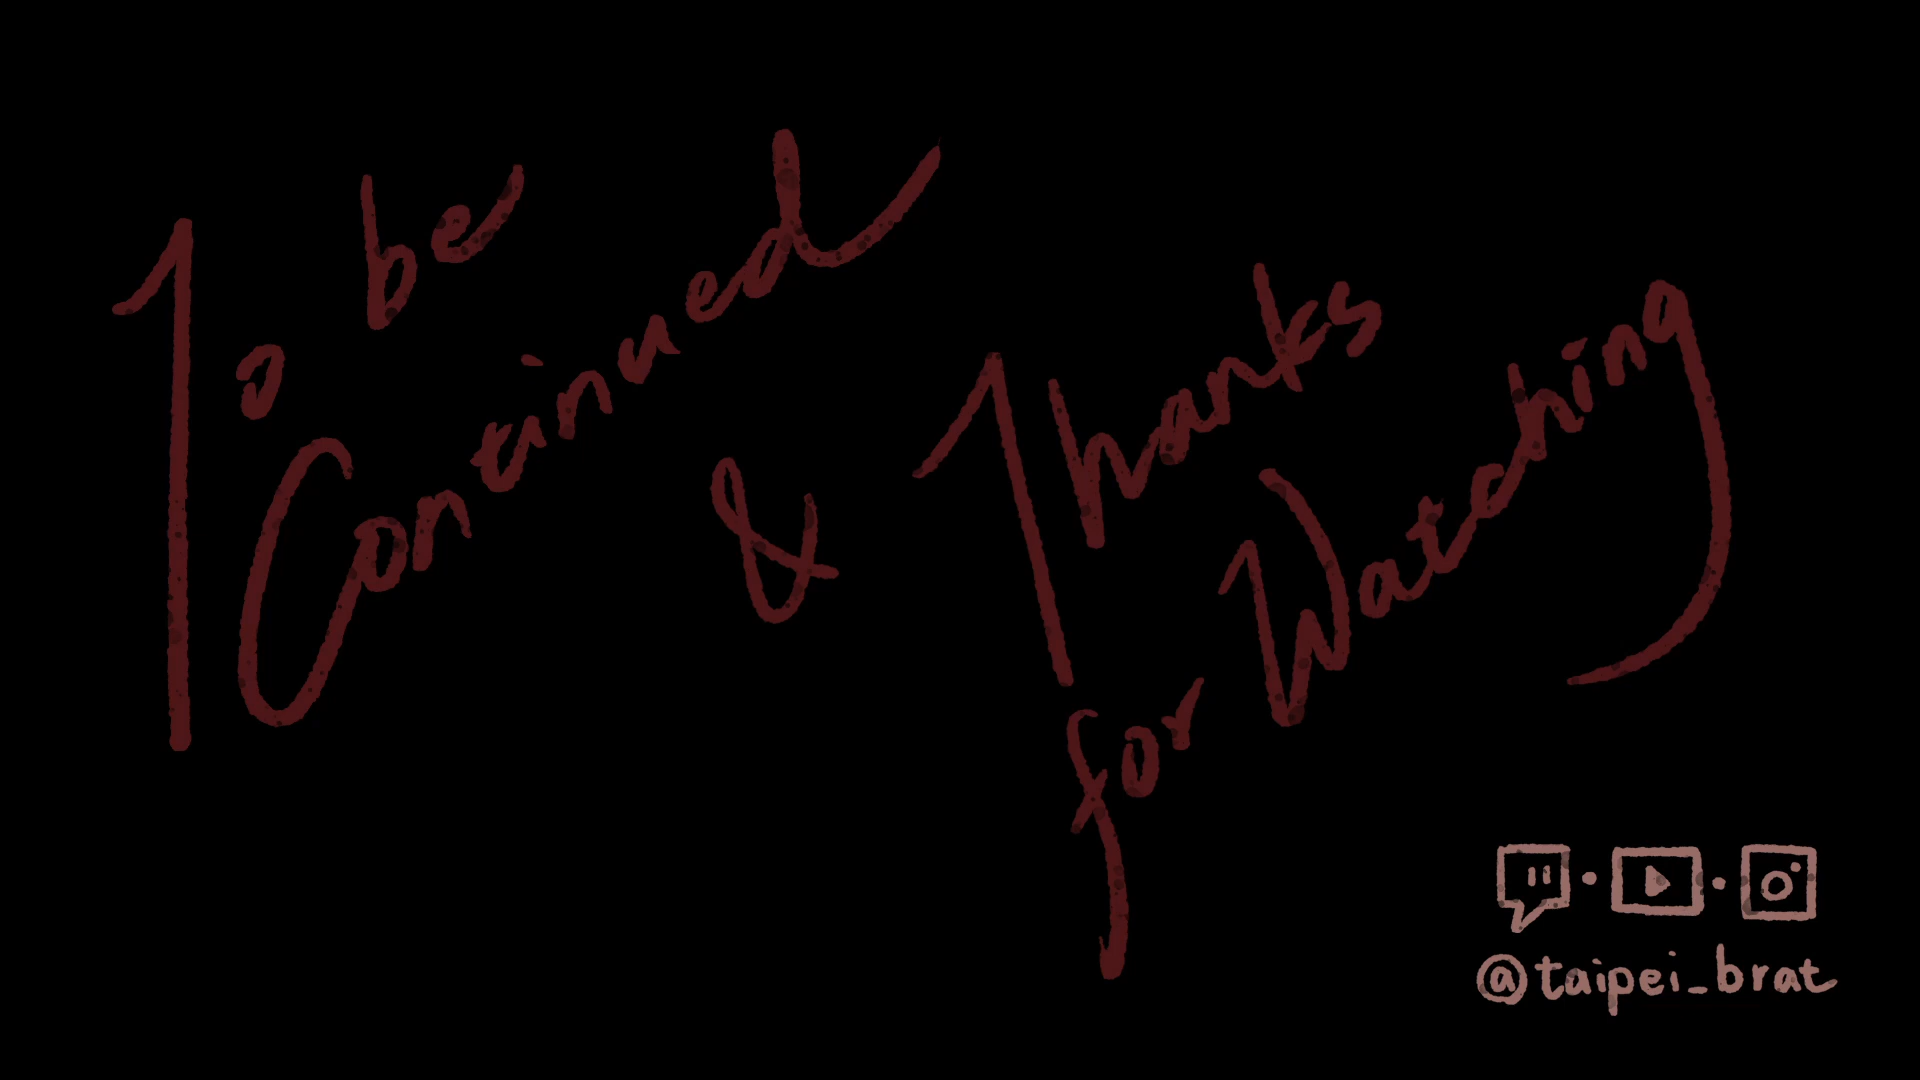 To be
Continued
&
Thanks
for Watching
@taipei_brat